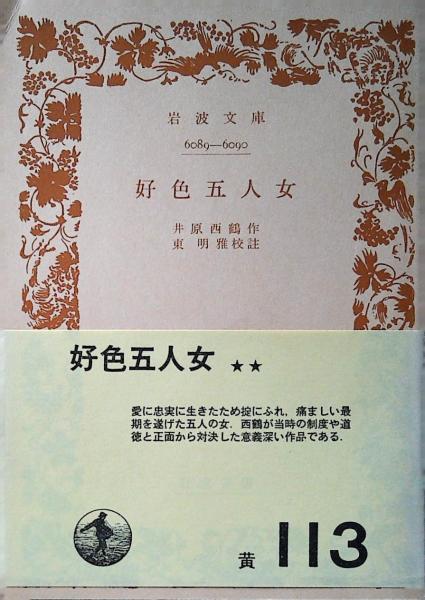 岩波文庫
6089—6090
好色五人女
井原西鶴作
東明雅校註
好色五人女 ★★
愛に忠実に生きたため掟にふれ，痛ましい最
期を遂げた五人の女．西鶴が当時の制度や道
徳と正面から対決した意義深い作品である．
黄 113